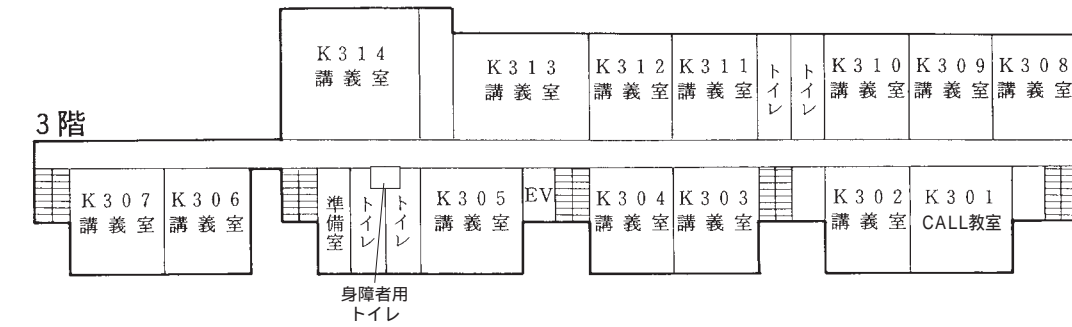 3階
K314
講義室
K313
講義室
K312
講義室
K311
講義室
トイレ
トイレ
K310
講義室
K309
講義室
K308
講義室
K307
講義室
K306
講義室
準備室
トイレ
トイレ
K305
講義室
EV
K304
講義室
K303
講義室
K302
講義室
K301
CALL教室
身障者用
トイレ